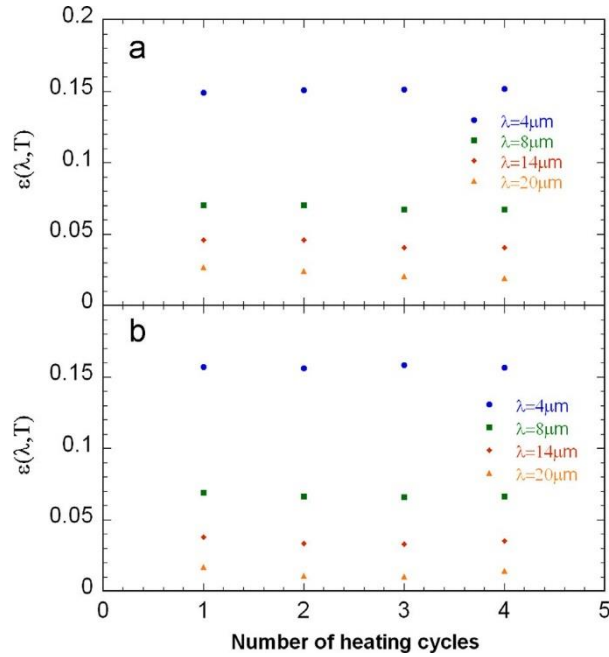 0.2
a
0.15
λ=4μm
λ=8μm
0.1
λ=14μm
ε(λ,T)
λ=20μm
0.05
0
b
0.15
λ=4μm
λ=8μm
0.1
λ=14μm
ε(λ,T)
λ=20μm
0.05
0
0 1 2 3 4 5
Number of heating cycles